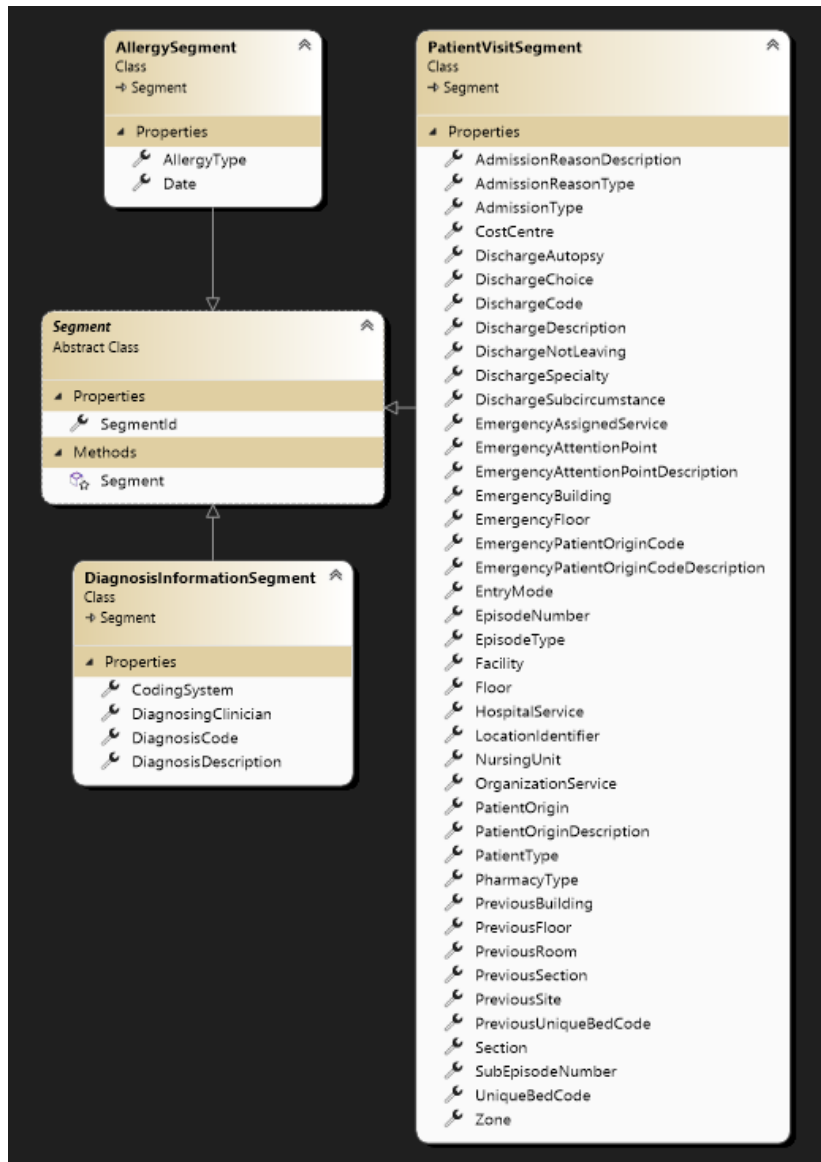 AllergySegment
Class
Segment
Properties
AllergyType
Date
Segment
Abstract Class
Properties
SegmentId
Methods
Segment
DiagnosisInformationSegment
Class
Segment
Properties
CodingSystem
DiagnosingClinician
DiagnosisCode
DiagnosisDescription
PatientVisitSegment
Class
Segment
Properties
AdmissionReasonDescription
AdmissionReasonType
AdmissionType
CostCentre
DischargeAutopsy
DischargeChoice
DischargeCode
DischargeDescription
DischargeNotLeaving
DischargeSpecialty
DischargeSubcircumstance
EmergencyAssignedService
EmergencyAttentionPoint
EmergencyAttentionPointDescription
EmergencyBuilding
EmergencyFloor
EmergencyPatientOriginCode
EmergencyPatientOriginCodeDescription
EntryMode
EpisodeNumber
EpisodeType
Facility
Floor
HospitalService
LocationIdentifier
NursingUnit
OrganizationService
PatientOrigin
PatientOriginDescription
PatientType
PharmacyType
PreviousBuilding
PreviousFloor
PreviousRoom
PreviousSection
PreviousSite
PreviousUniqueBedCode
Section
SubEpisodeNumber
UniqueBedCode
Zone